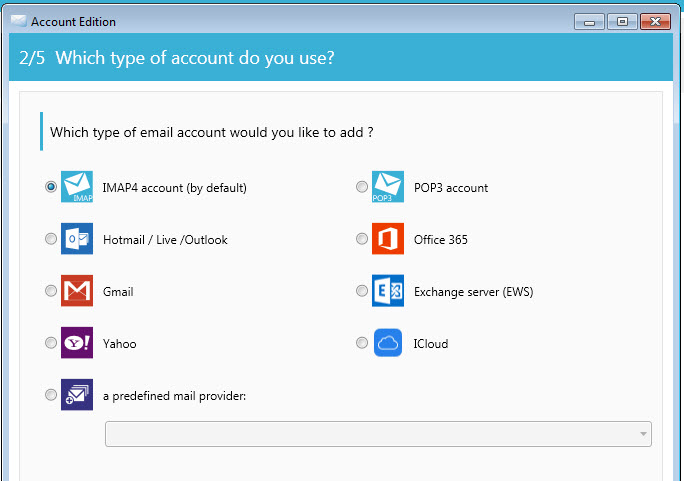 Account Edition
2/5 Which type of account do you use?
Which type of email account would you like to add ?
IMAP IMAP4 account (by default)
POP3 POP3 account
Hotmail / Live /Outlook
Office 365
Gmail
Exchange server (EWS)
Y! Yahoo
ICloud
a predefined mail provider: